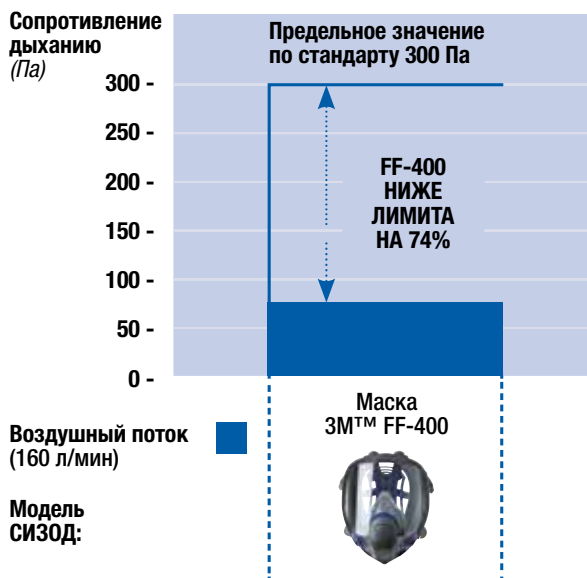 Сопротивление
дыханию
(Па)
Предельное значение
по стандарту 300 Па
300 -
250 -
200 -
150 -
100 -
50 -
0 -
FF-400
НИЖЕ
ЛИМИТА
НА 74%
Маска
3M™ FF-400
Воздушный поток
(160 л/мин)
Модель
СИЗОД: